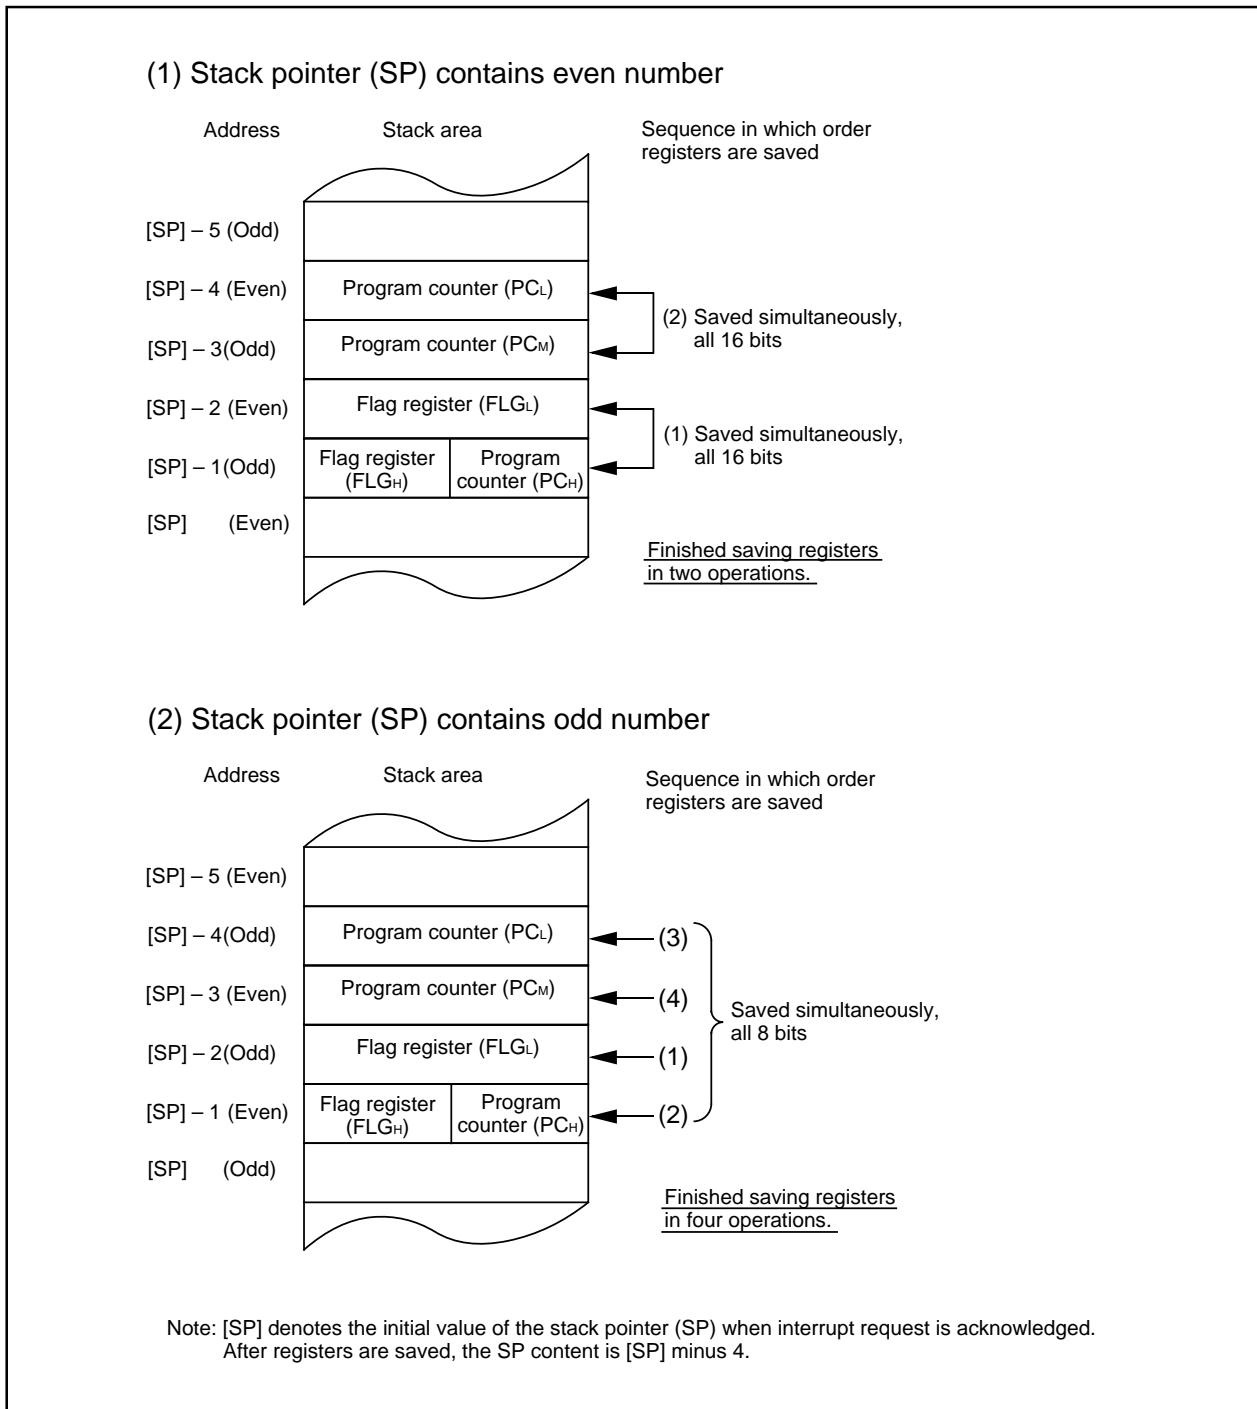 (1) Stack pointer (SP) contains even number
Address Stack area Sequence in which order
registers are saved
[SP] – 5 (Odd)
[SP] – 4 (Even) Program counter (PCL)
(2) Saved simultaneously,
all 16 bits
[SP] – 3(Odd) Program counter (PCM)
[SP] – 2 (Even) Flag register (FLGL)
(1) Saved simultaneously,
all 16 bits
[SP] – 1(Odd) Flag register Program
(FLGH) counter (PCH)
[SP] (Even)
Finished saving registers
in two operations.
(2) Stack pointer (SP) contains odd number
Address Stack area Sequence in which order
registers are saved
[SP] – 5 (Even)
[SP] – 4(Odd) Program counter (PCL) (3)
[SP] – 3 (Even) Program counter (PCM) (4)
Saved simultaneously,
all 8 bits
[SP] – 2(Odd) Flag register (FLGL) (1)
[SP] – 1 (Even) Flag register Program (2)
(FLGH) counter (PCH)
[SP] (Odd)
Finished saving registers
in four operations.
Note: [SP] denotes the initial value of the stack pointer (SP) when interrupt request is acknowledged.
After registers are saved, the SP content is [SP] minus 4.